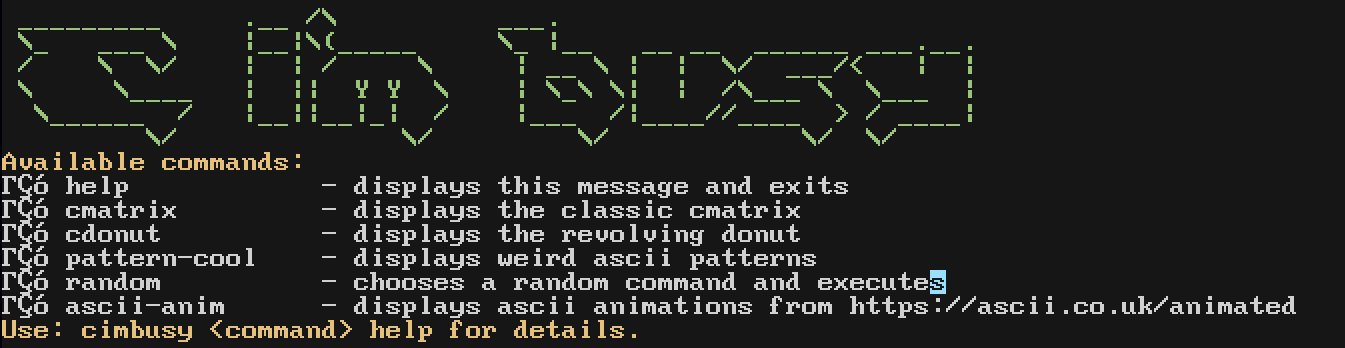 C im busy
Available commands:
ΓÇó help - displays this message and exits
ΓÇó cmatrix - displays the classic cmatrix
ΓÇó cdonut - displays the revolving donut
ΓÇó pattern-cool - displays weird ascii patterns
ΓÇó random - chooses a random command and executes
ΓÇó ascii-anim - displays ascii animations from https://ascii.co.uk/animated
Use: cimbusy <command> help for details.